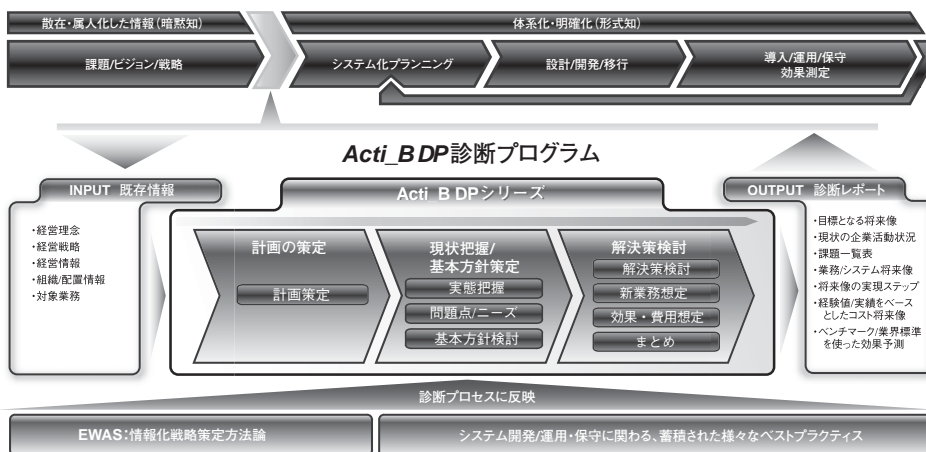 散在・属人化した情報（暗黙知）
体系化・明確化（形式知）
課題/ビジョン/戦略
システム化プランニング
設計/開発/移行
導入/運用/保守
効果測定
Acti_B DP診断プログラム
INPUT 既存情報
・経営理念
・経営戦略
・経営情報
・組織/配置情報
・対象業務
Acti_B DPシリーズ
計画の策定
計画策定
現状把握/
基本方針策定
実態把握
問題点/ニーズ
基本方針検討
解決策検討
解決策検討
新業務想定
効果・費用想定
まとめ
OUTPUT 診断レポート
・目標となる将来像
・現状の企業活動状況
・課題一覧表
・業務/システム将来像
・将来像の実現ステップ
・経験値/実績をベース
としたコスト将来像
・ベンチマーク/業界標準
を使った効果予測
診断プロセスに反映
EWAS：情報化戦略策定方法論
システム開発/運用・保守に関わる、蓄積された様々なベストプラクティス